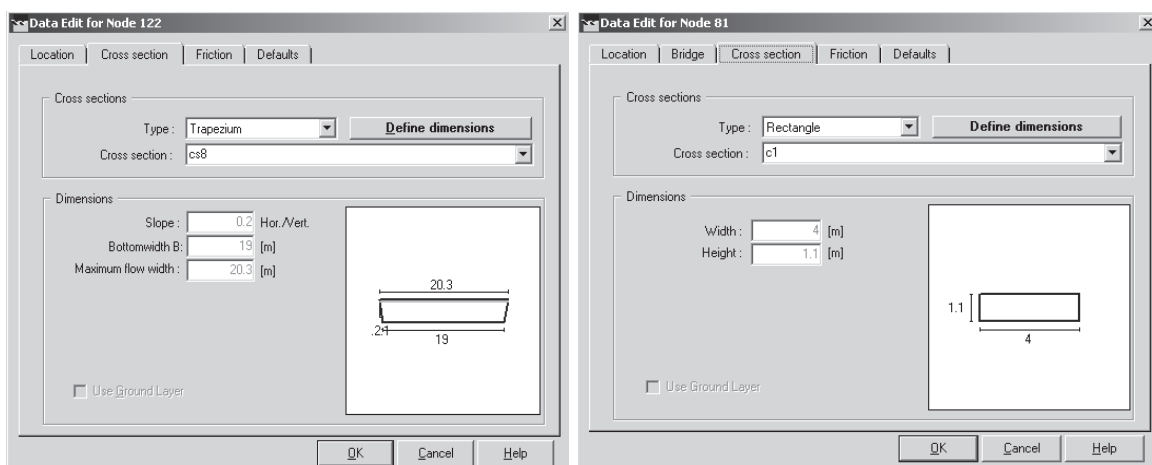 Data Edit for Node 122
Location Cross section Friction Defaults
Cross sections
Type : Trapezium Define dimensions
Cross section : cs8
Dimensions
Slope : 0.2 Hor./Vert.
Bottomwidth B: 19 [m]
Maximum flow width : 20.3 [m]
20.3
.2:1
19
Use Ground Layer
OK Cancel Help
Data Edit for Node 81
Location Bridge Cross section Friction Defaults
Cross sections
Type : Rectangle Define dimensions
Cross section : c1
Dimensions
Width : 4 [m]
Height : 1.1 [m]
1.1
4
Use Ground Layer
OK Cancel Help